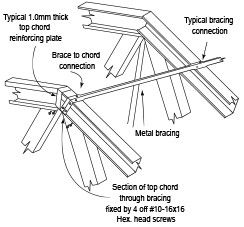 Typical 1.0mm thick
top chord
reinforcing plate
Typical bracing
connection
Brace to chord
connection
Metal bracing
Section of top chord
through bracing
fixed by 4 off #10-16x16
Hex. head screws